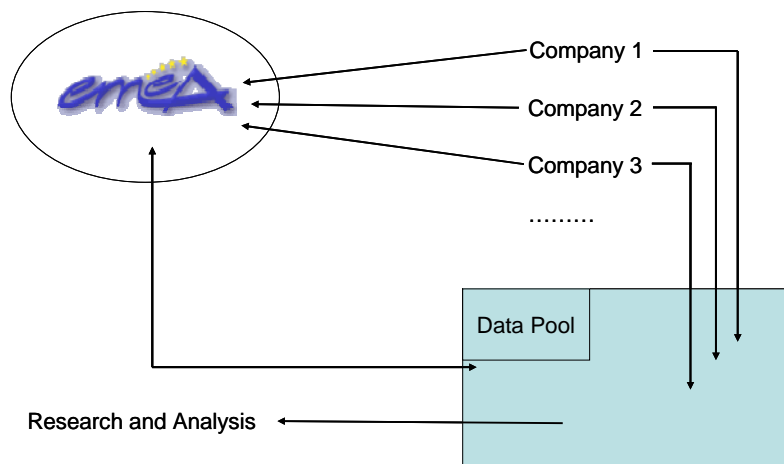 emeA
Company 1
Company 2
Company 3
.........
Data Pool
Research and Analysis